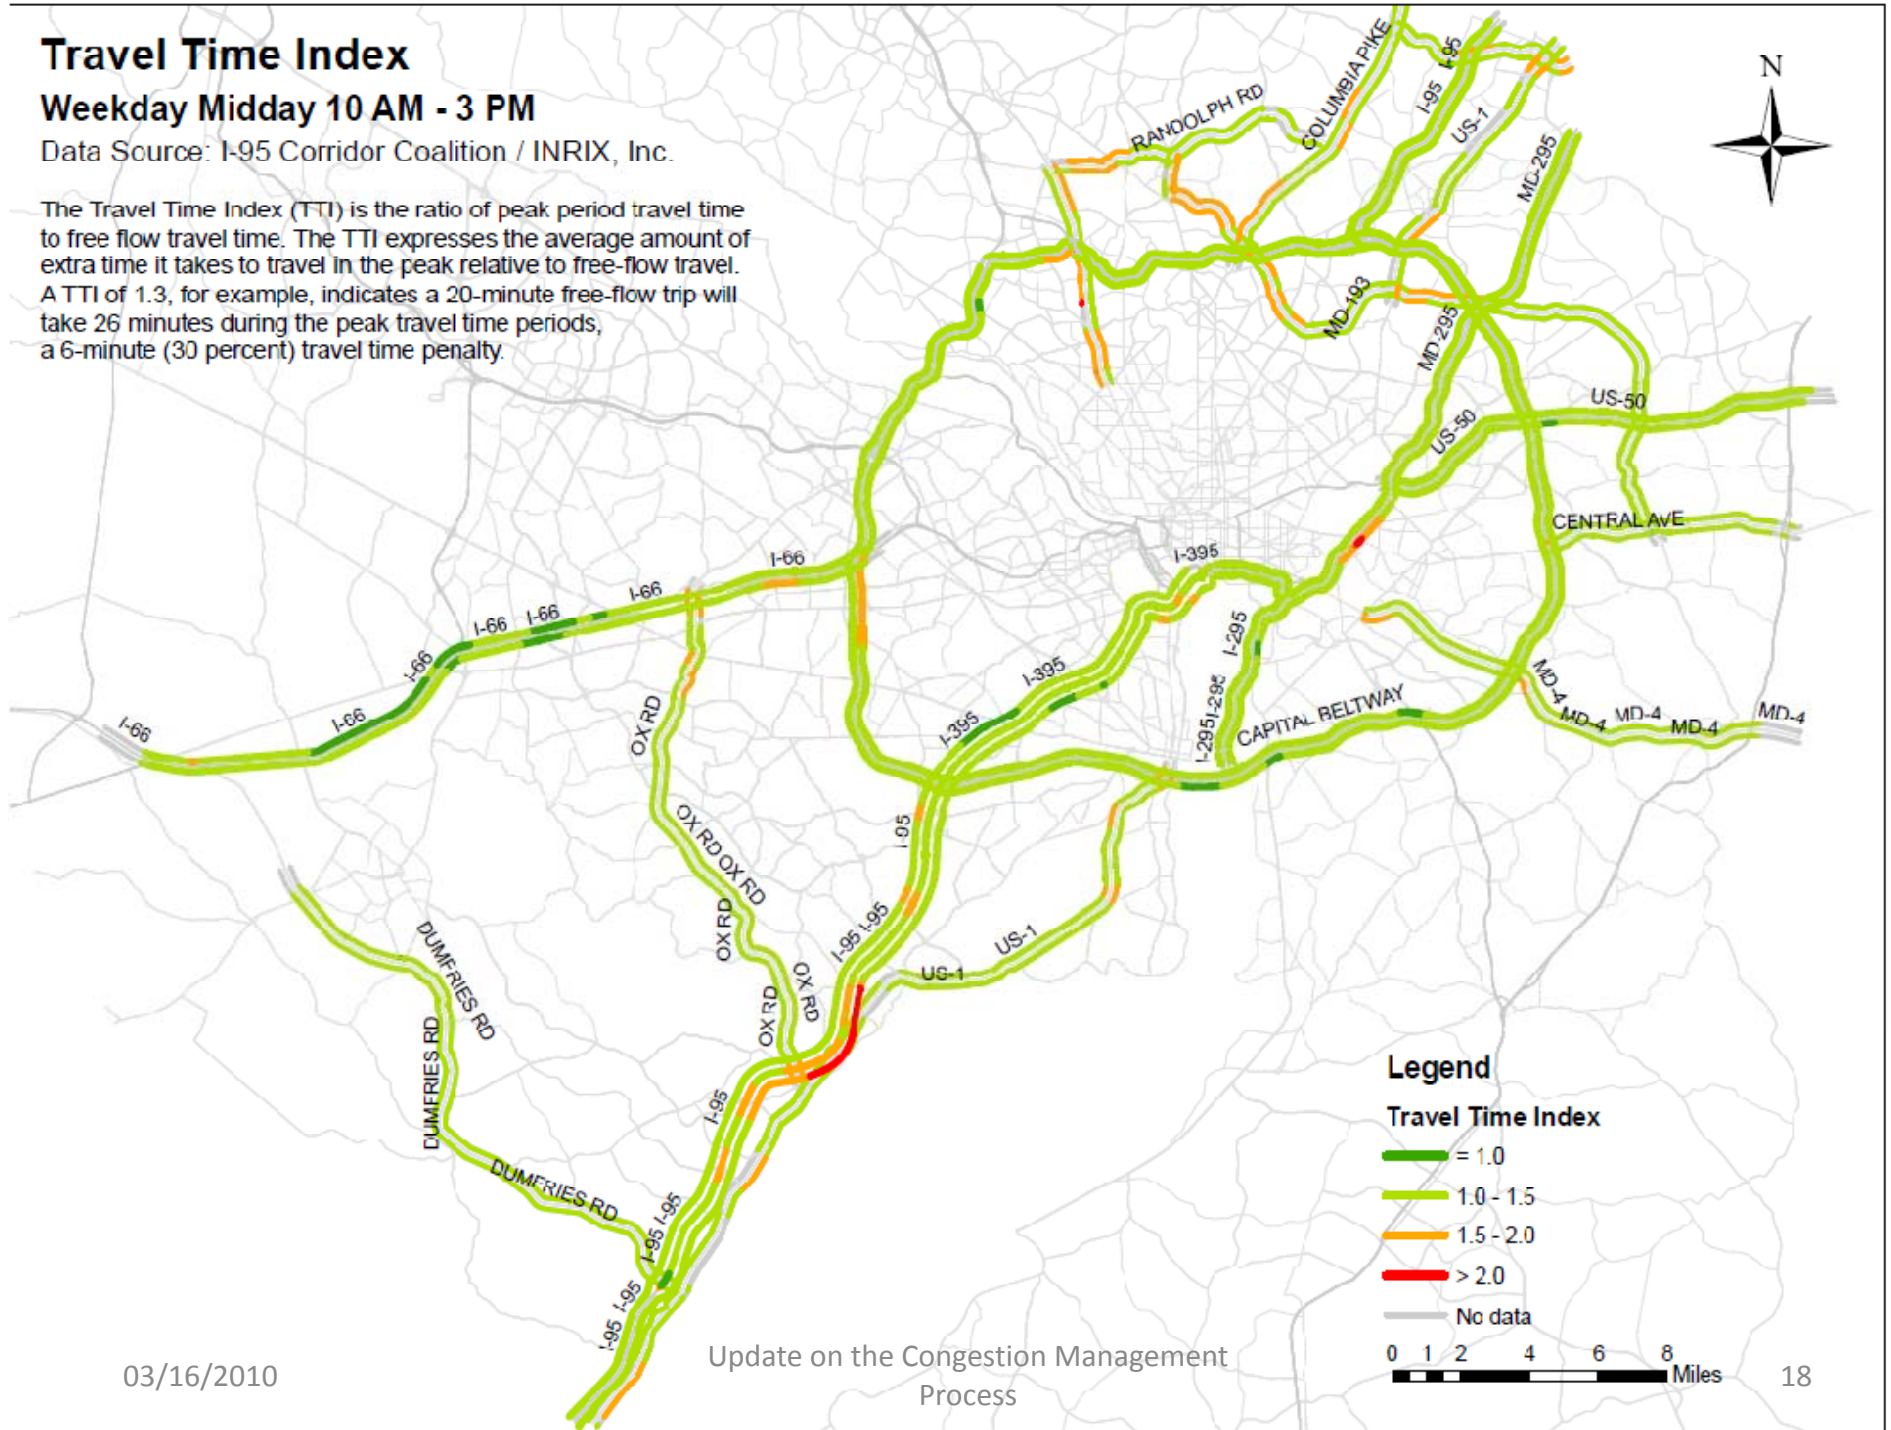 Travel Time Index
Weekday Midday 10 AM - 3 PM
Data Source: I-95 Corridor Coalition / INRIX, Inc.
The Travel Time Index (TTI) is the ratio of peak period travel time
to free flow travel time. The TTI expresses the average amount of
extra time it takes to travel in the peak relative to free-flow travel.
A TTI of 1.3, for example, indicates a 20-minute free-flow trip will
take 26 minutes during the peak travel time periods,
a 6-minute (30 percent) travel time penalty.
N
COLUMBIA PIKE
I-95
I-95
RANDOLPH RD
US-1
MD-295
MD-193
MD-295
US-50
US-50
CENTRAL AVE
I-395
I-66
I-66
I-66
I-66
I-66
I-66
I-66
I-295
I-395
I-295
I-295
I-395
CAPITAL BELTWAY
MD-4
MD-4
MD-4
MD-4
MD-4
OX RD
OX RD
OX RD
OX RD
OX RD
OX RD
I-95
I-95
I-95
US-1
US-1
DUMFRIES RD
DUMFRIES RD
DUMFRIES RD
I-95
I-95
I-95
I-95
I-95
Legend
Travel Time Index
= 1.0
1.0 - 1.5
1.5 - 2.0
> 2.0
No data
0 1 2 4 6 8
Miles
03/16/2010
Update on the Congestion Management
Process
18